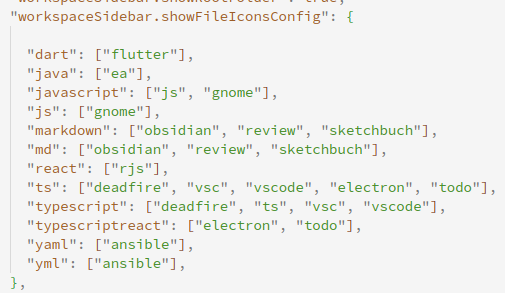 "workspaceSidebar.showFileIconsConfig": {
"dart": ["flutter"],
"java": ["ea"],
"javascript": ["js", "gnome"],
"js": ["gnome"],
"markdown": ["obsidian", "review", "sketchbuch"],
"md": ["obsidian", "review", "sketchbuch"],
"react": ["rjs"],
"ts": ["deadfire", "vsc", "vscode", "electron", "todo"],
"typescript": ["deadfire", "ts", "vsc", "vscode"],
"typescriptreact": ["electron", "todo"],
"yaml": ["ansible"],
"yml": ["ansible"],
},